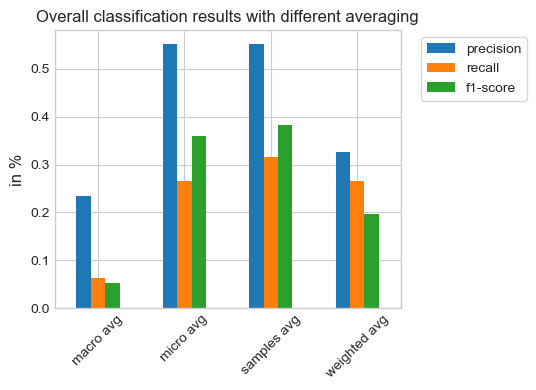 Overall classification results with different averaging
precision
recall
f1-score
in %
0.5
0.4
0.3
0.2
0.1
0.0
macro avg
micro avg
samples avg
weighted avg